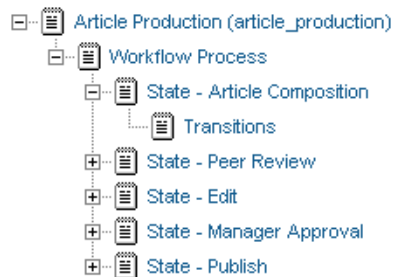 Article Production (article_production)
Workflow Process
State - Article Composition
Transitions
State - Peer Review
State - Edit
State - Manager Approval
State - Publish